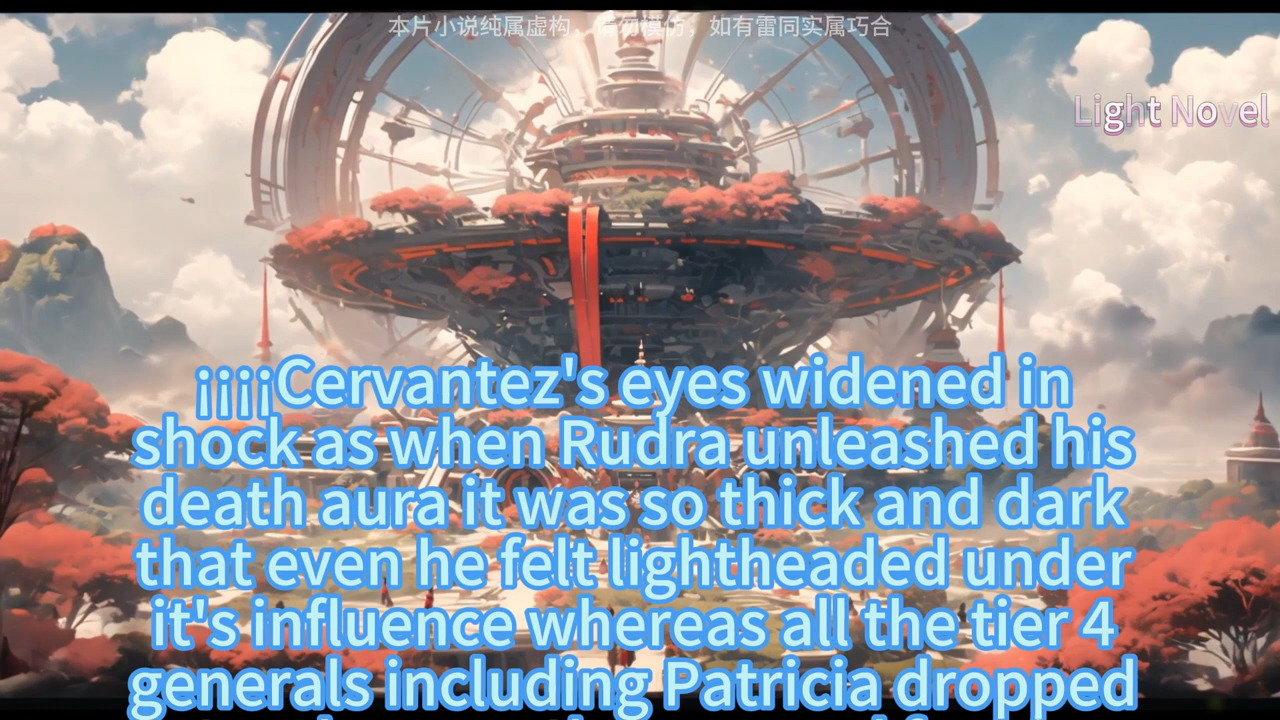 本片小说纯属虚构，请勿模仿，如有雷同实属巧合
Light Novel
¡¡¡¡Cervantez's eyes widened in
shock as when Rudra unleashed his
death aura it was so thick and dark
that even he felt lightheaded under
it's influence whereas all the tier 4
generals including Patricia dropped